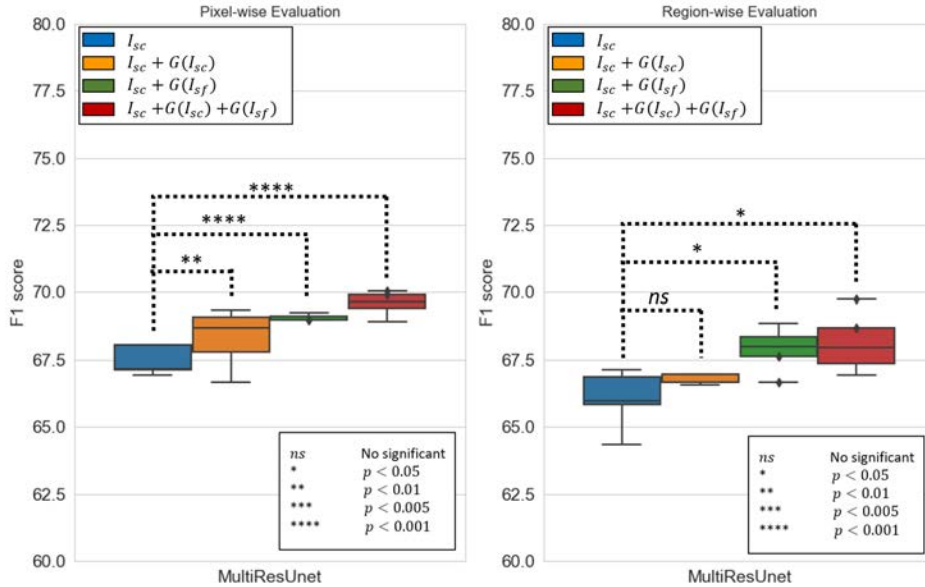 Pixel-wise Evaluation
80.0
77.5
75.0
72.5
70.0
67.5
65.0
62.5
60.0
F1 score
I_sc
I_sc + G(I_sc)
I_sc + G(I_sf)
I_sc +G(I_sc) +G(I_sf)
****
****
**
ns No significant
* p < 0.05
** p < 0.01
*** p < 0.005
**** p < 0.001
MultiResUnet
Region-wise Evaluation
80.0
77.5
75.0
72.5
70.0
67.5
65.0
62.5
60.0
F1 score
I_sc
I_sc + G(I_sc)
I_sc + G(I_sf)
I_sc +G(I_sc) +G(I_sf)
*
*
ns
ns No significant
* p < 0.05
** p < 0.01
*** p < 0.005
**** p < 0.001
MultiResUnet